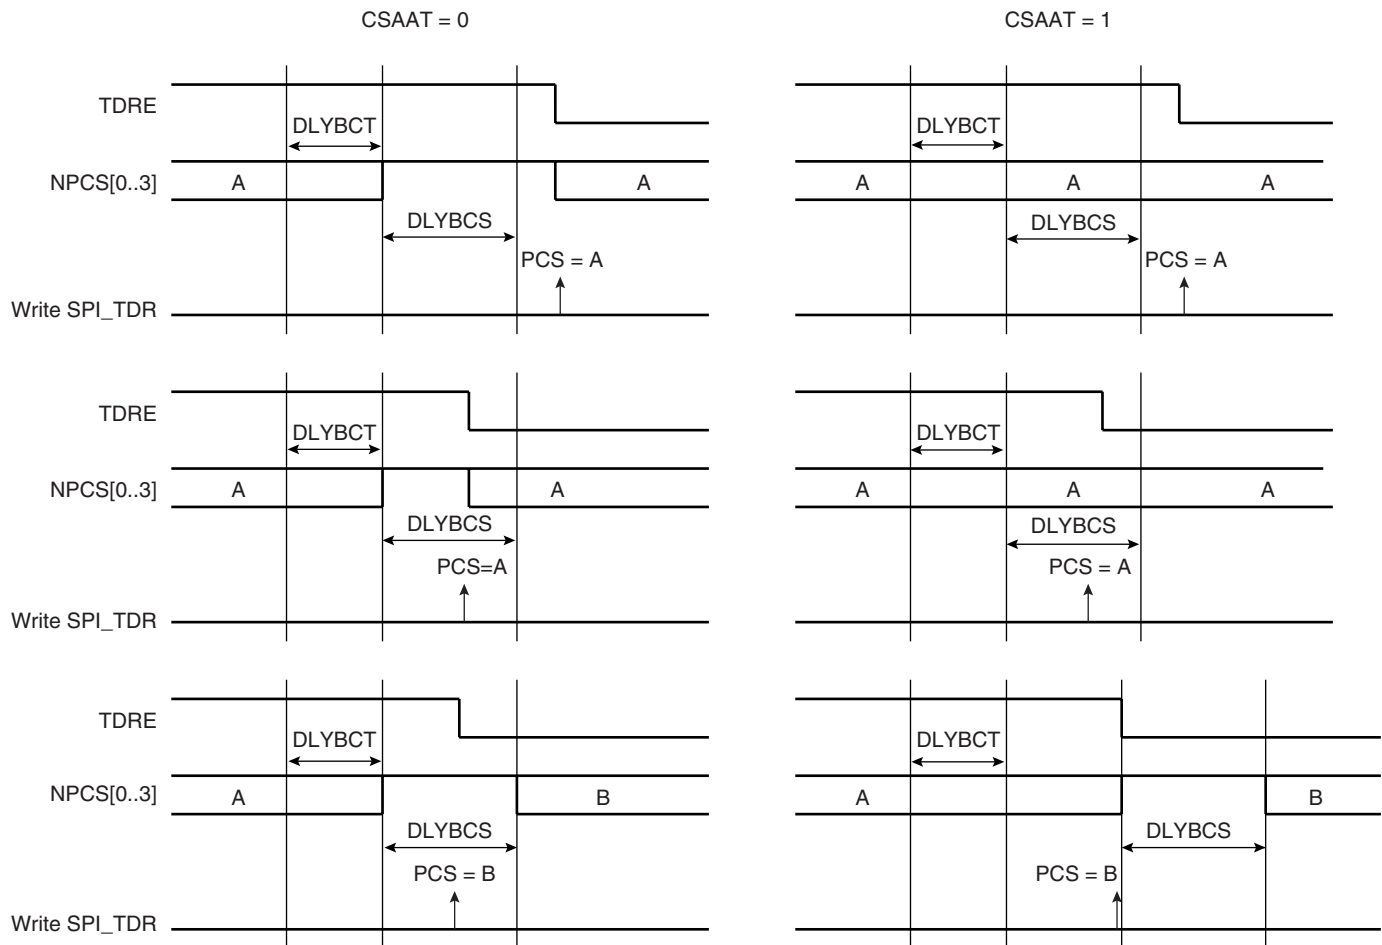 CSAAT = 0
CSAAT = 1
TDRE
DLYBCT
DLYBCT
NPCS[0..3]
A
A
A
A
A
DLYBCS
DLYBCS
PCS = A
PCS = A
Write SPI_TDR
TDRE
DLYBCT
DLYBCT
NPCS[0..3]
A
A
A
A
A
DLYBCS
DLYBCS
PCS=A
PCS = A
Write SPI_TDR
TDRE
DLYBCT
DLYBCT
NPCS[0..3]
A
B
A
B
DLYBCS
DLYBCS
PCS = B
PCS = B
Write SPI_TDR